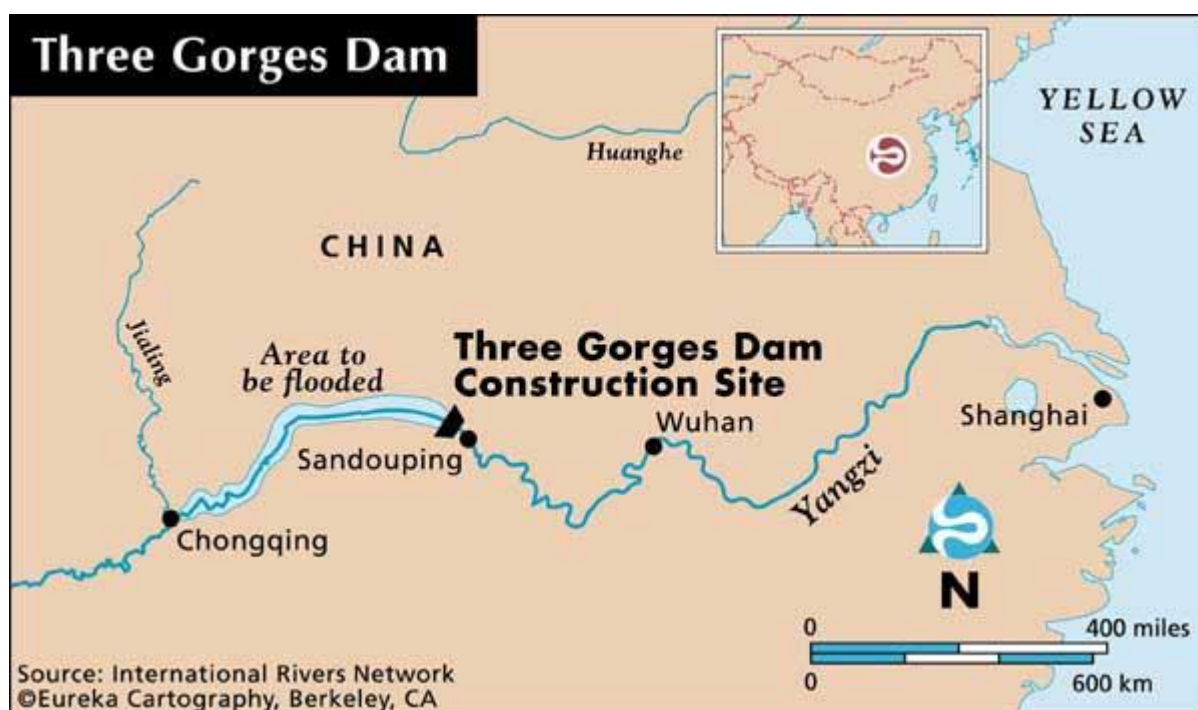 Three Gorges Dam
YELLOW
SEA
Huanghe
CHINA
Jialing
Area to
be flooded
Three Gorges Dam
Construction Site
Wuhan
Shanghai
Sandouping
Yangzi
Chongqing
N
0
400 miles
0
600 km
Source: International Rivers Network
©Eureka Cartography, Berkeley, CA